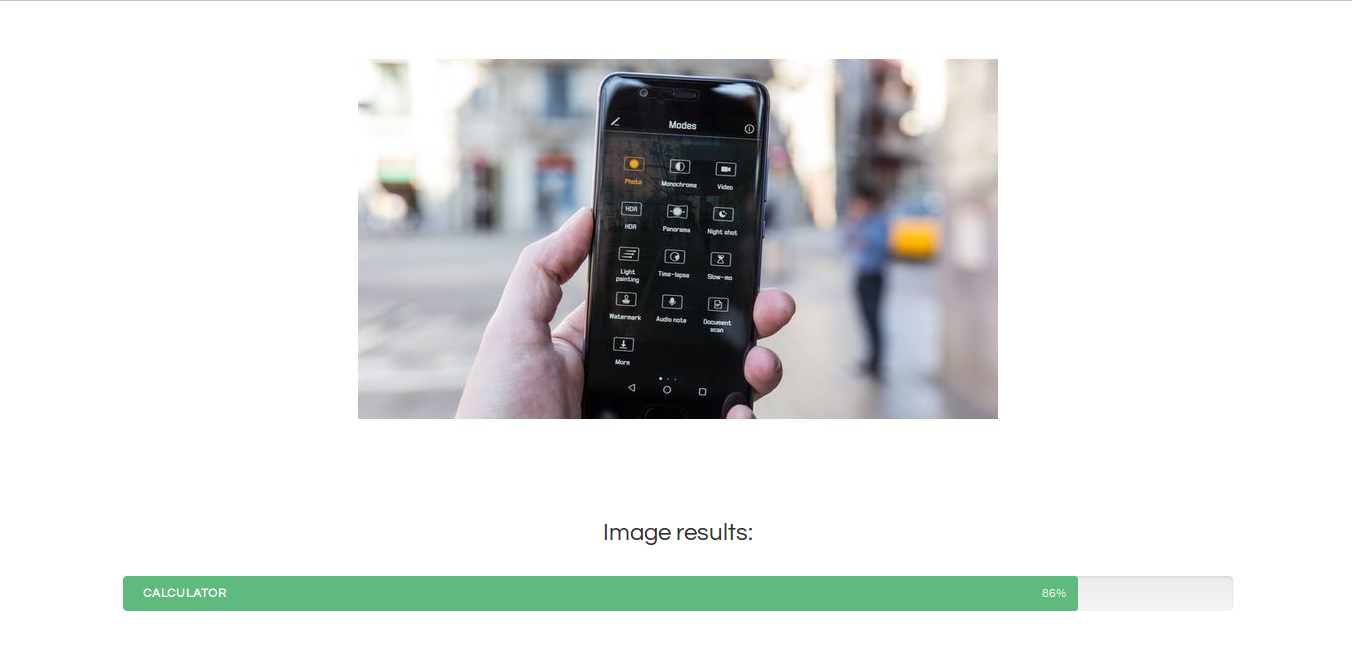 Modes
Photo
Monochrome
Video
HDR
HDR
Panorama
Night shot
Light
painting
Time-lapse
Slow-mo
Watermark
Audio note
Document
scan
More
Image results:
CALCULATOR 86%